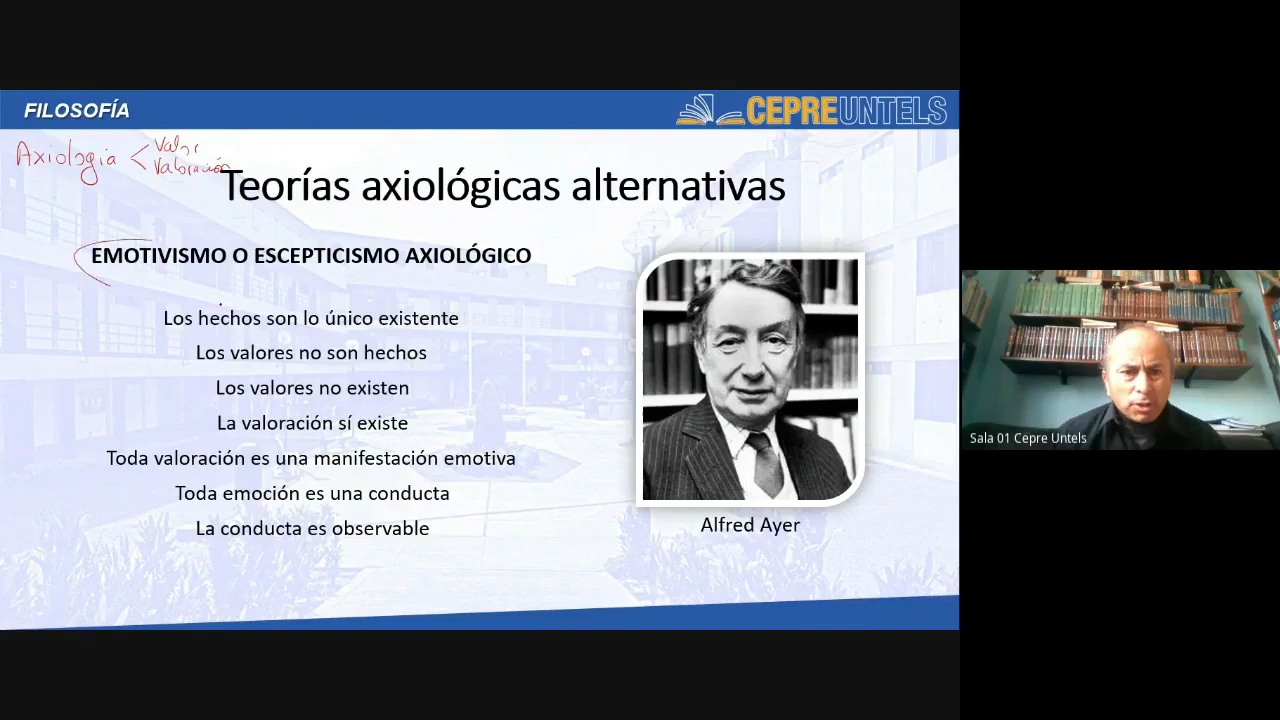 FILOSOFÍA
CEPREUNTELS
Axiología < Valor
Valoración
Teorías axiológicas alternativas
EMOTIVISMO O ESCEPTICISMO AXIOLÓGICO
Los hechos son lo único existente
Los valores no son hechos
Los valores no existen
La valoración sí existe
Toda valoración es una manifestación emotiva
Toda emoción es una conducta
La conducta es observable
Alfred Ayer
Sala 01 Cepre Untels